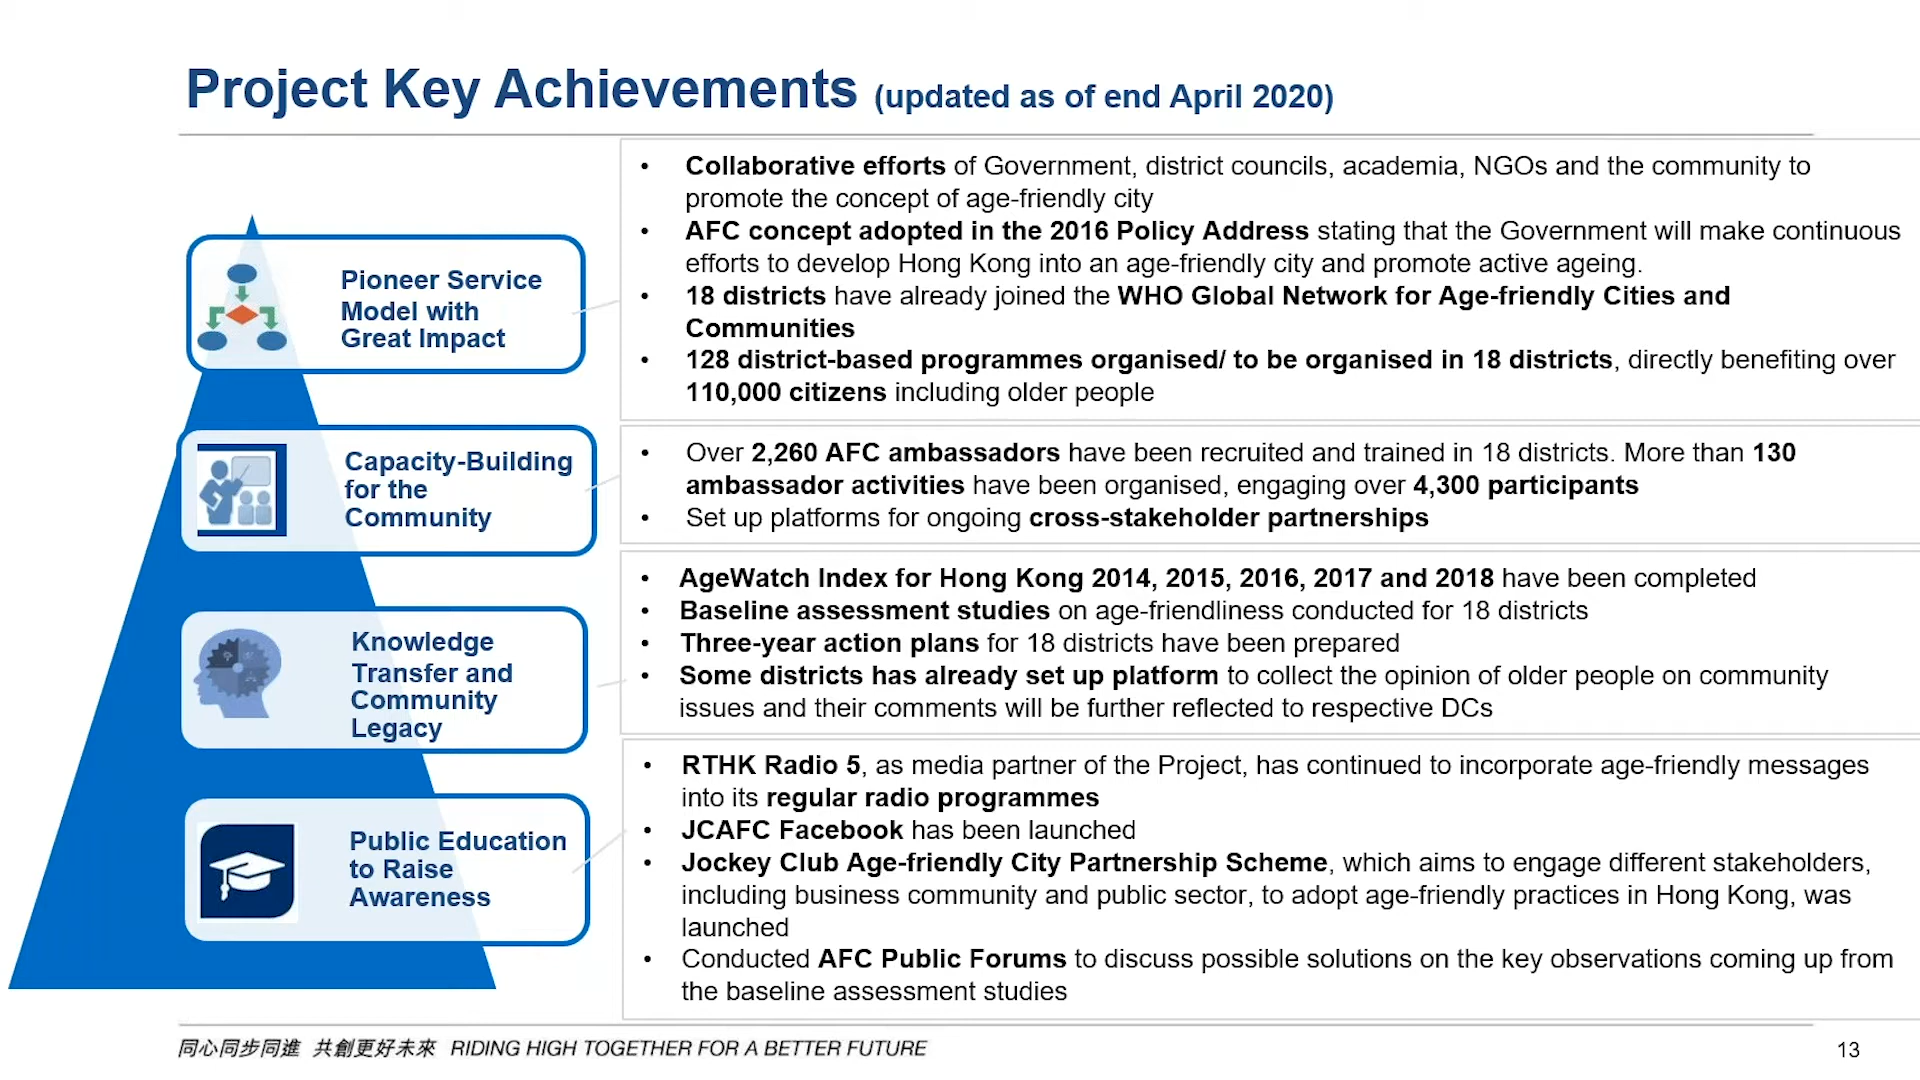 Project Key Achievements (updated as of end April 2020)
Pioneer Service
Model with
Great Impact
• Collaborative efforts of Government, district councils, academia, NGOs and the community to
promote the concept of age-friendly city
• AFC concept adopted in the 2016 Policy Address stating that the Government will make continuous
efforts to develop Hong Kong into an age-friendly city and promote active ageing.
• 18 districts have already joined the WHO Global Network for Age-friendly Cities and
Communities
• 128 district-based programmes organised/ to be organised in 18 districts, directly benefiting over
110,000 citizens including older people
Capacity-Building
for the
Community
• Over 2,260 AFC ambassadors have been recruited and trained in 18 districts. More than 130
ambassador activities have been organised, engaging over 4,300 participants
• Set up platforms for ongoing cross-stakeholder partnerships
Knowledge
Transfer and
Community
Legacy
• AgeWatch Index for Hong Kong 2014, 2015, 2016, 2017 and 2018 have been completed
• Baseline assessment studies on age-friendliness conducted for 18 districts
• Three-year action plans for 18 districts have been prepared
• Some districts has already set up platform to collect the opinion of older people on community
issues and their comments will be further reflected to respective DCs
Public Education
to Raise
Awareness
• RTHK Radio 5, as media partner of the Project, has continued to incorporate age-friendly messages
into its regular radio programmes
• JCAFC Facebook has been launched
• Jockey Club Age-friendly City Partnership Scheme, which aims to engage different stakeholders,
including business community and public sector, to adopt age-friendly practices in Hong Kong, was
launched
• Conducted AFC Public Forums to discuss possible solutions on the key observations coming up from
the baseline assessment studies
同心同步同進 共創更好未來 RIDING HIGH TOGETHER FOR A BETTER FUTURE
13